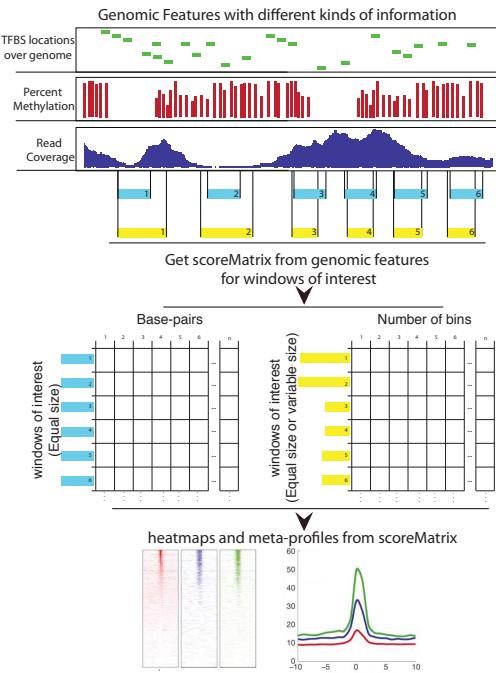 Genomic Features with different kinds of information
TFBS locations
over genome
Percent
Methylation
Read
Coverage
1 2 3 4 5 6
1 2 3 4 5 6
Get scoreMatrix from genomic features
for windows of interest
Base-pairs
1 2 3 4 5 6 n
windows of interest
(Equal size)
1 ...
2 ...
3 ...
4 ...
5 ...
6 ...
Number of bins
1 2 3 4 5 6 n
windows of interest
(Equal size or variable size)
1 ...
2 ...
3 ...
4 ...
5 ...
6 ...
heatmaps and meta-profiles from scoreMatrix
60
50
40
30
20
10
0
−10 −5 0 5 10